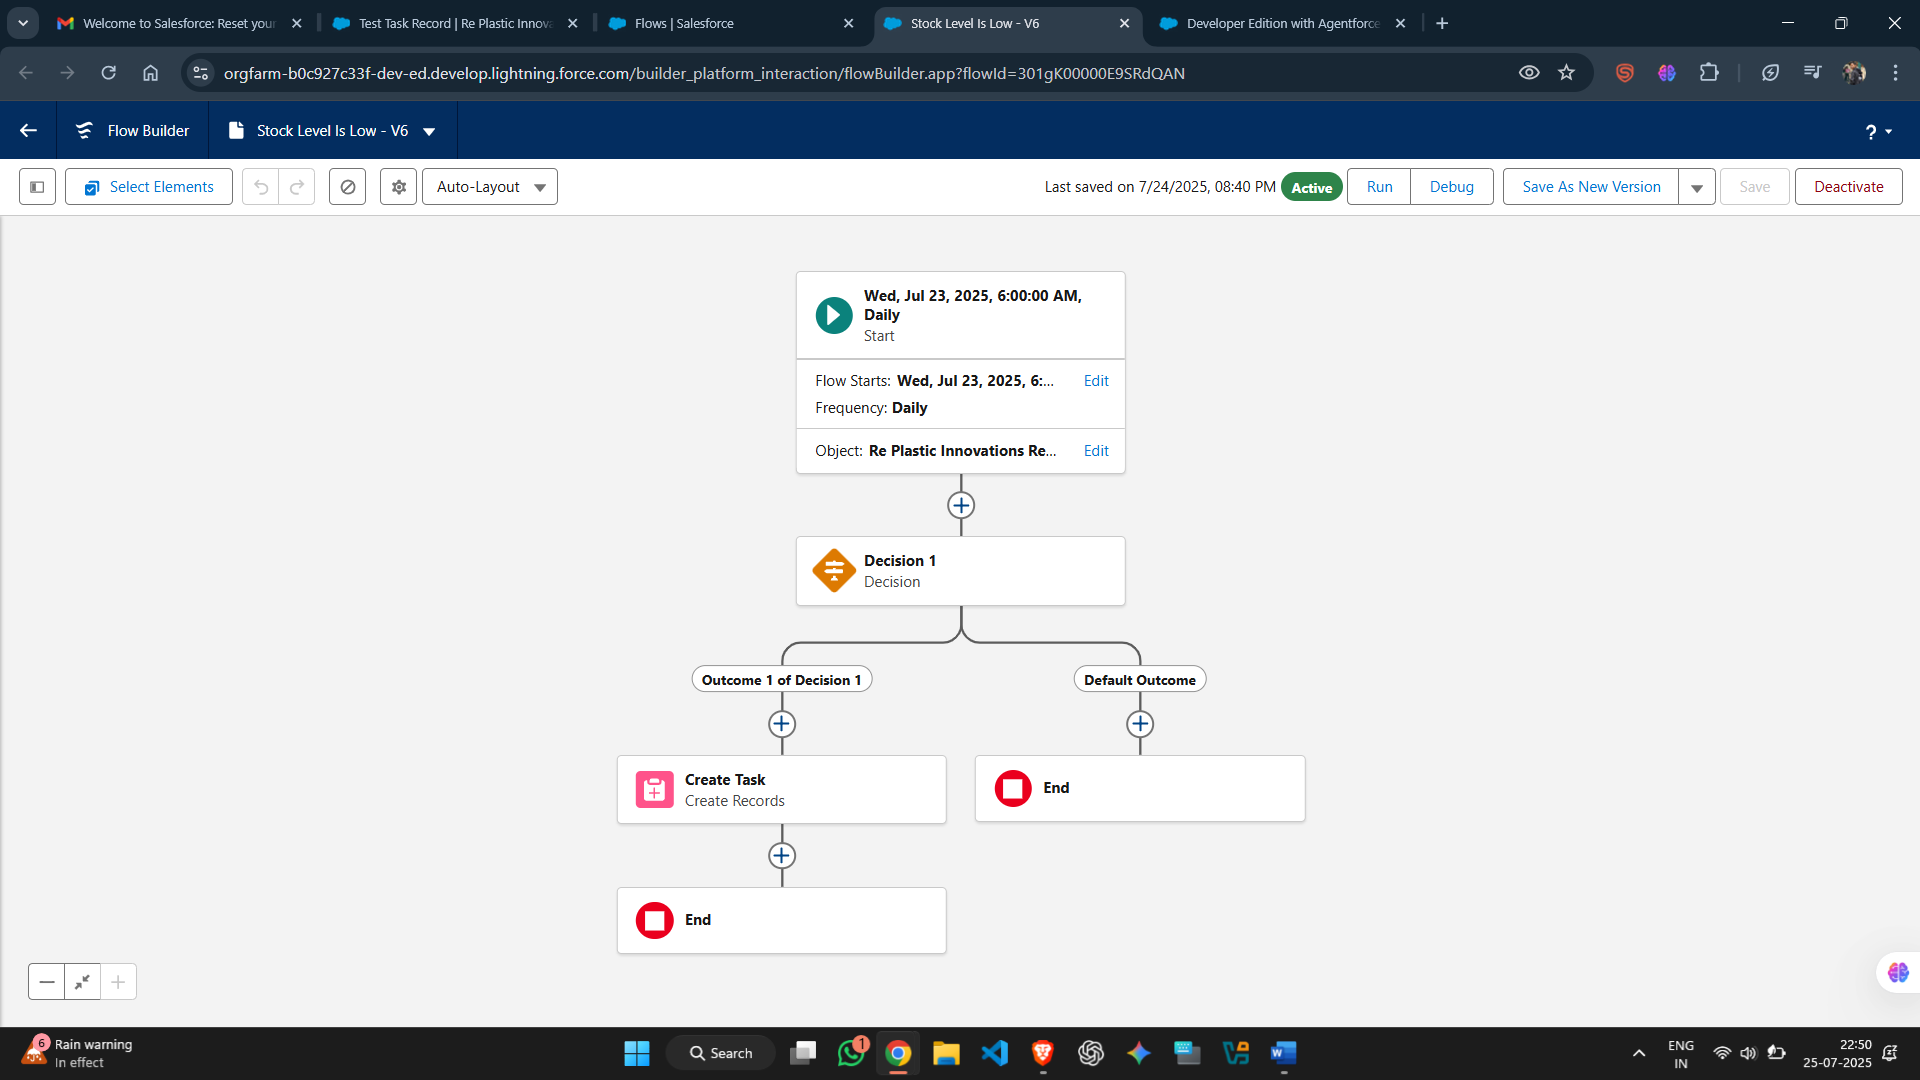 Welcome to Salesforce: Reset your
Test Task Record | Re Plastic Innova
Flows | Salesforce
Stock Level Is Low - V6
Developer Edition with Agentforce
orgfarm-b0c927c33f-dev-ed.develop.lightning.force.com/builder_platform_interaction/flowBuilder.app?flowId=301gK00000E9SRdQAN
Flow Builder
Stock Level Is Low - V6
?
Select Elements
Auto-Layout
Last saved on 7/24/2025, 08:40 PM
Active
Run
Debug
Save As New Version
Save
Deactivate
Wed, Jul 23, 2025, 6:00:00 AM,
Daily
Start
Flow Starts: Wed, Jul 23, 2025, 6:...
Edit
Frequency: Daily
Object: Re Plastic Innovations Re...
Edit
Decision 1
Decision
Outcome 1 of Decision 1
Default Outcome
Create Task
Create Records
End
End
6
Rain warning
In effect
Search
1
ENG
IN
22:50
25-07-2025